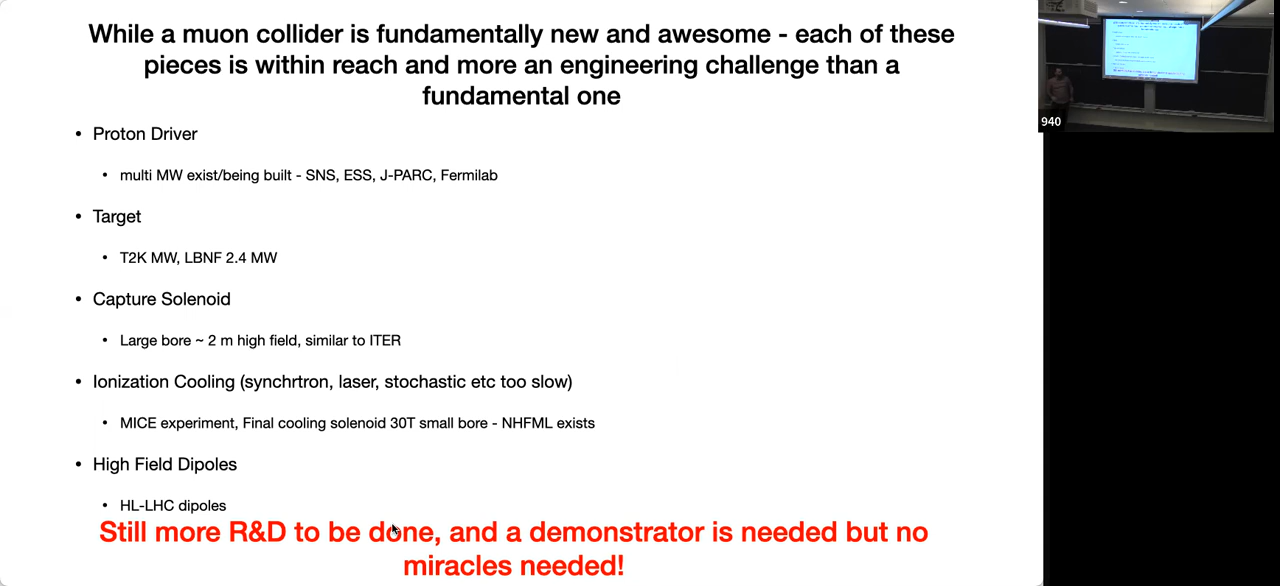 While a muon collider is fundamentally new and awesome - each of these
pieces is within reach and more an engineering challenge than a
fundamental one
• Proton Driver
• multi MW exist/being built - SNS, ESS, J-PARC, Fermilab
• Target
• T2K MW, LBNF 2.4 MW
• Capture Solenoid
• Large bore ~ 2 m high field, similar to ITER
• Ionization Cooling (synchrtron, laser, stochastic etc too slow)
• MICE experiment, Final cooling solenoid 30T small bore - NHFML exists
• High Field Dipoles
• HL-LHC dipoles
Still more R&D to be done, and a demonstrator is needed but no
miracles needed!
940